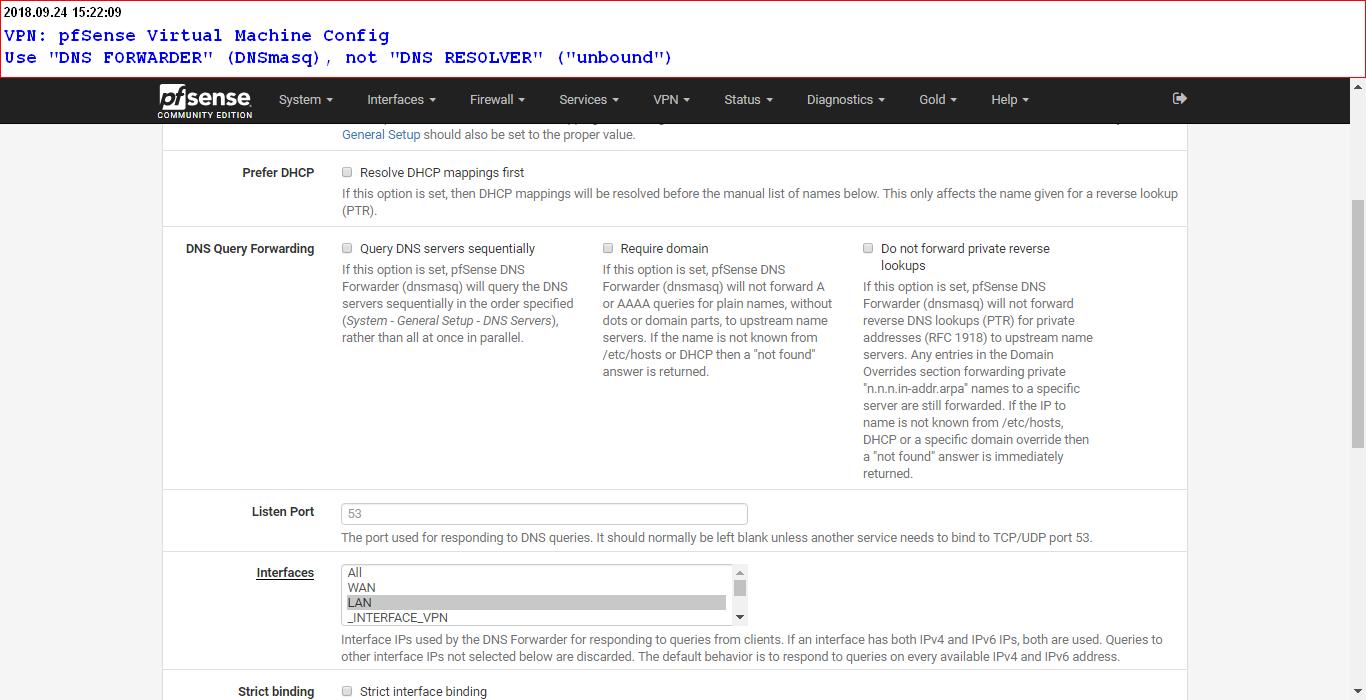 2018.09.24 15:22:09
VPN: pfSense Virtual Machine Config
Use "DNS FORWARDER" (DNSmasq), not "DNS RESOLVER" ("unbound")
pfsense
COMMUNITY EDITION
System
Interfaces
Firewall
Services
VPN
Status
Diagnostics
Gold
Help
General Setup should also be set to the proper value.
Prefer DHCP
Resolve DHCP mappings first
If this option is set, then DHCP mappings will be resolved before the manual list of names below. This only affects the name given for a reverse lookup
(PTR).
DNS Query Forwarding
Query DNS servers sequentially
If this option is set, pfSense DNS
Forwarder (dnsmasq) will query the DNS
servers sequentially in the order specified
(System - General Setup - DNS Servers),
rather than all at once in parallel.
Require domain
If this option is set, pfSense DNS
Forwarder (dnsmasq) will not forward A
or AAAA queries for plain names, without
dots or domain parts, to upstream name
servers. If the name is not known from
/etc/hosts or DHCP then a "not found"
answer is returned.
Do not forward private reverse
lookups
If this option is set, pfSense DNS
Forwarder (dnsmasq) will not forward
reverse DNS lookups (PTR) for private
addresses (RFC 1918) to upstream name
servers. Any entries in the Domain
Overrides section forwarding private
"n.n.n.in-addr.arpa" names to a specific
server are still forwarded. If the IP to
name is not known from /etc/hosts,
DHCP or a specific domain override then
a "not found" answer is immediately
returned.
Listen Port
53
The port used for responding to DNS queries. It should normally be left blank unless another service needs to bind to TCP/UDP port 53.
Interfaces
All
WAN
LAN
_INTERFACE_VPN
Interface IPs used by the DNS Forwarder for responding to queries from clients. If an interface has both IPv4 and IPv6 IPs, both are used. Queries to
other interface IPs not selected below are discarded. The default behavior is to respond to queries on every available IPv4 and IPv6 address.
Strict binding
Strict interface binding